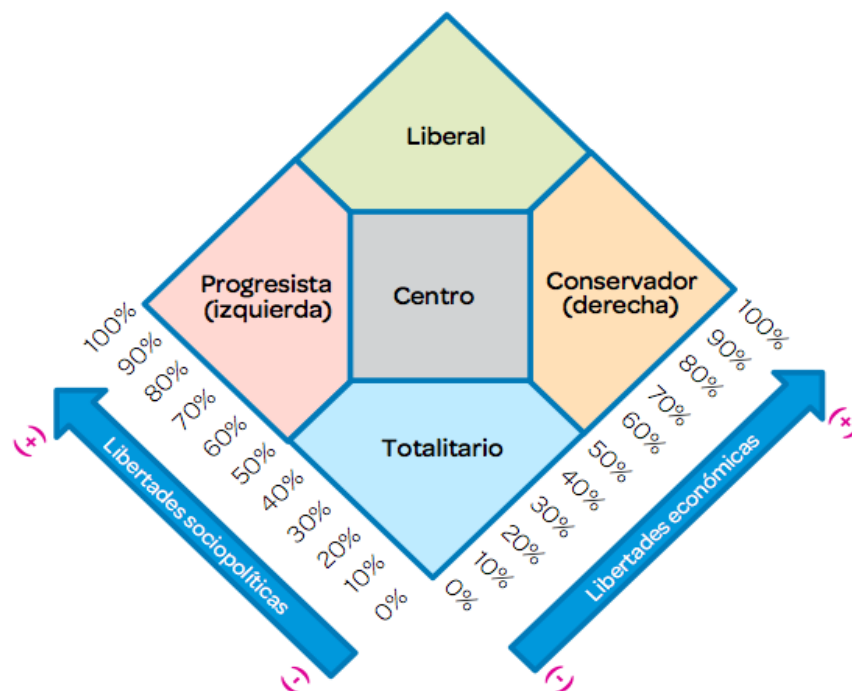 Liberal
Progresista
(izquierda)
Centro
Conservador
(derecha)
Totalitario
100%
90%
80%
70%
60%
50%
40%
30%
20%
10%
0%
100%
90%
80%
70%
60%
50%
40%
30%
20%
10%
0%
(+)
Libertades sociopolíticas
(-)
(+)
Libertades económicas
(-)